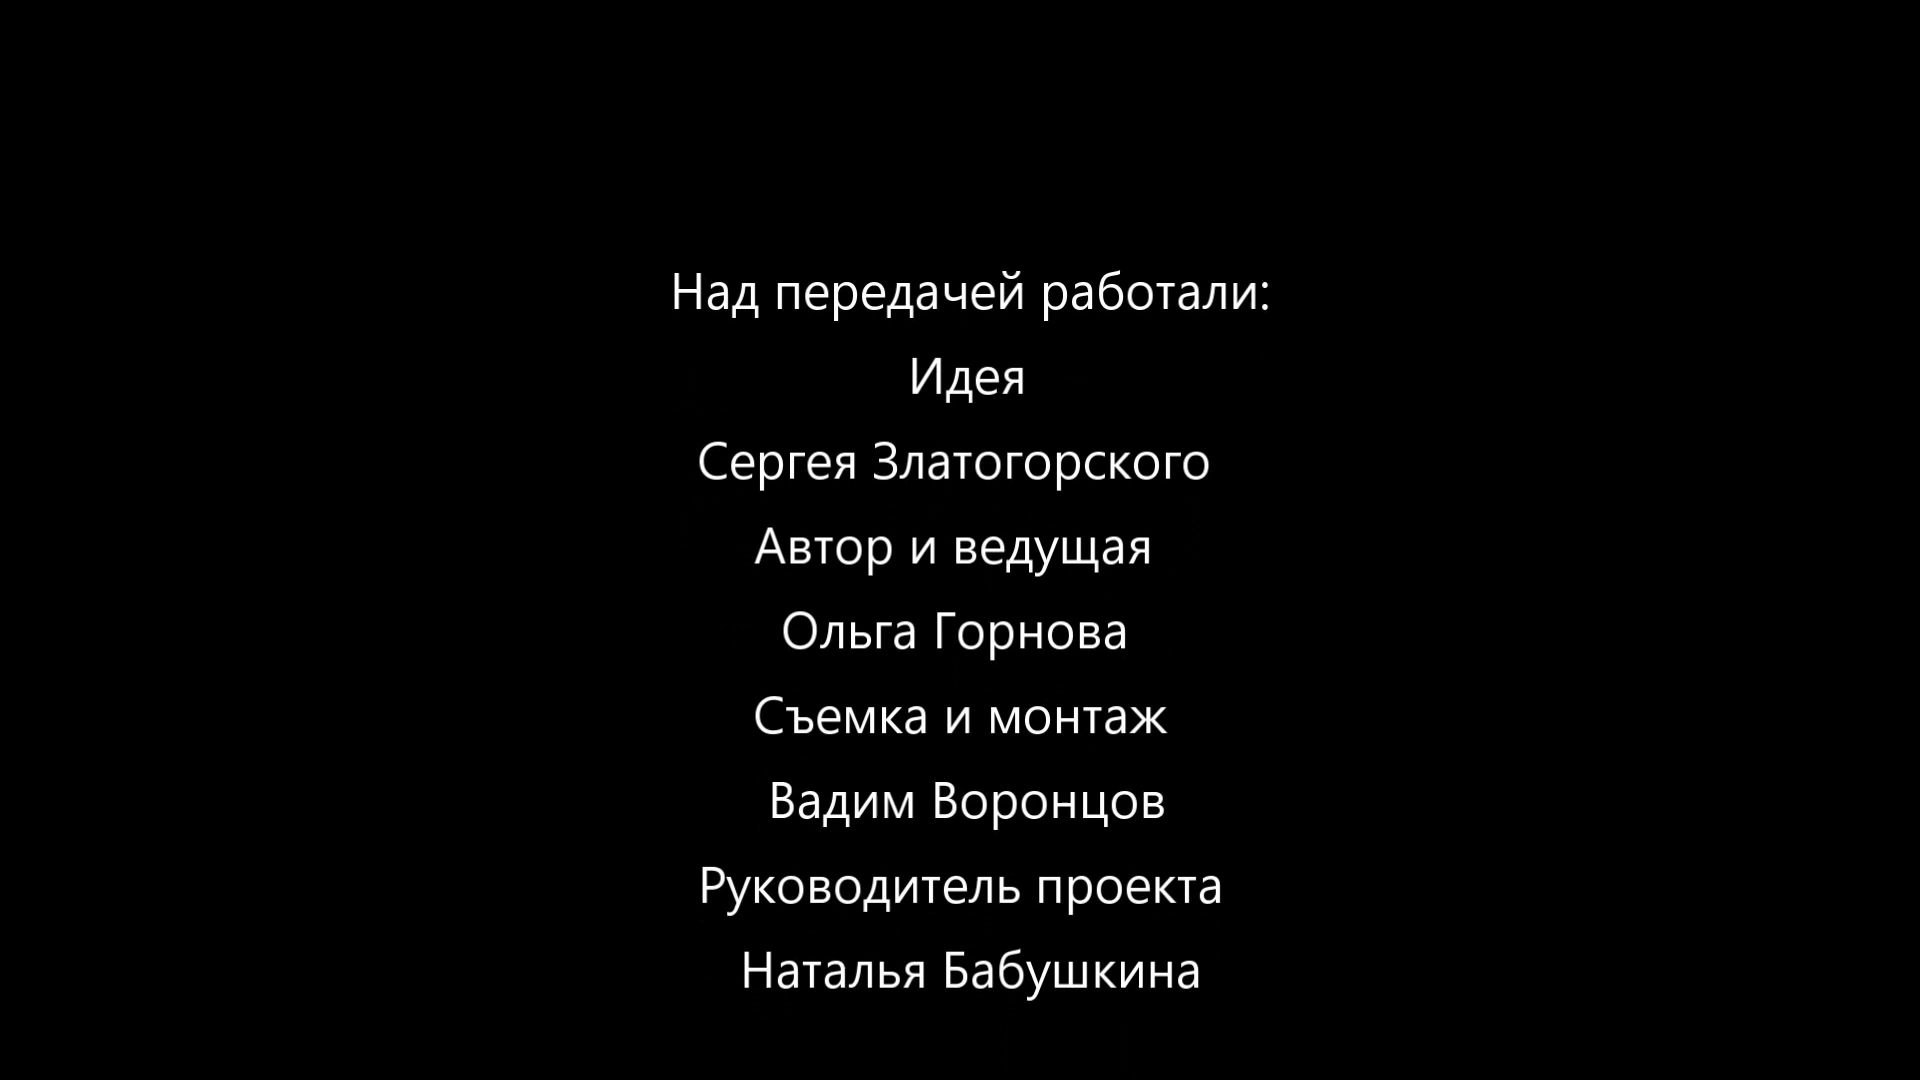 Над передачей работали:
Идея
Сергея Златогорского
Автор и ведущая
Ольга Горнова
Съемка и монтаж
Вадим Воронцов
Руководитель проекта
Наталья Бабушкина